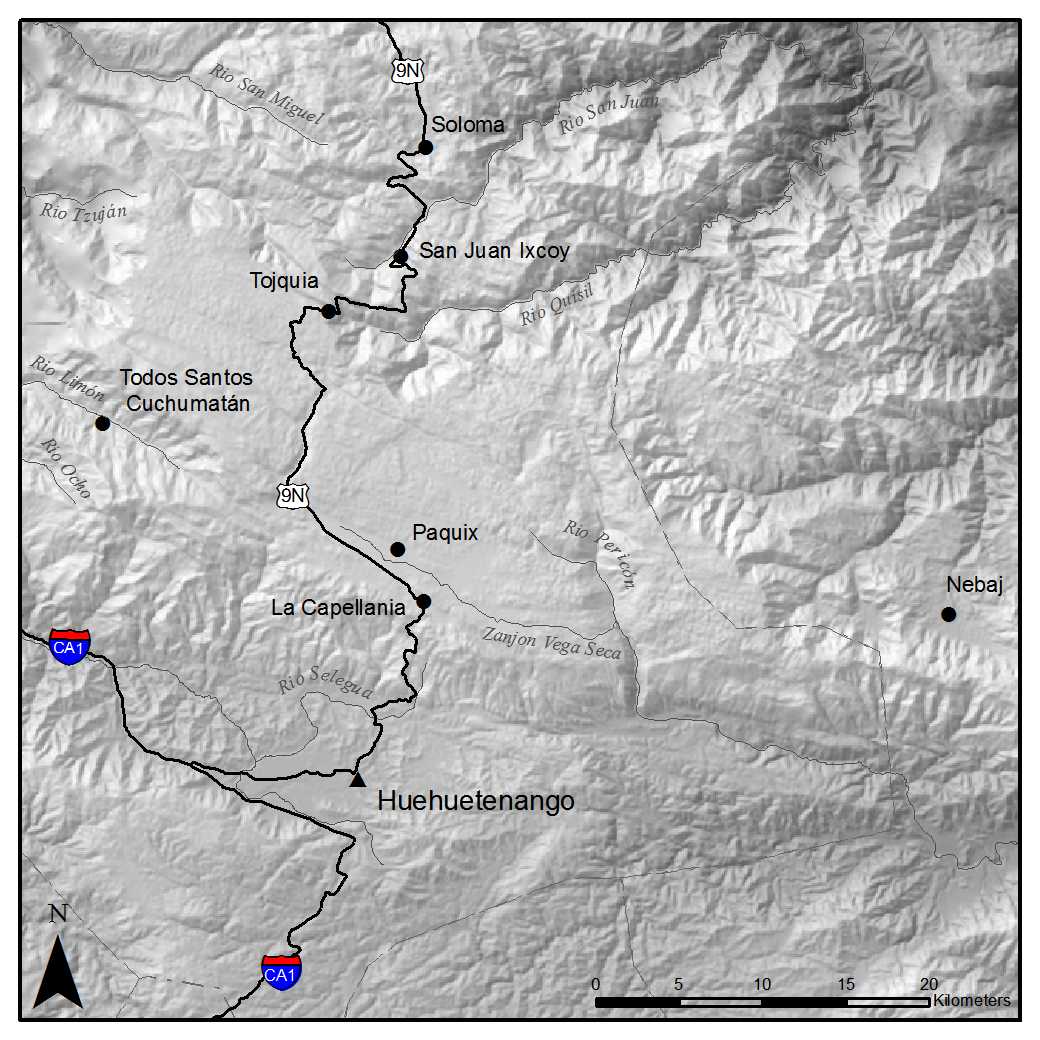 9N
Rio San Miguel
Rio San Juan
Soloma
Rio Tzuján
San Juan Ixcoy
Tojquia
Rio Quisil
Rio Limón
Todos Santos
Cuchumatán
Rio Ocho
9N
Paquix
Rio Pericón
Nebaj
La Capellania
Zanjon Vega Seca
CA1
Rio Selegua
Huehuetenango
N
CA1
0 5 10 15 20
Kilometers